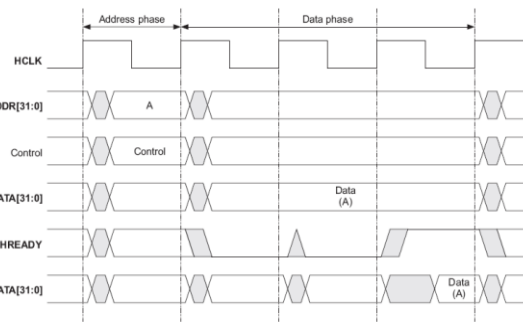 Address phase
Data phase
HCLK
DDR[31:0]
A
Control
Control
ATA[31:0]
Data
(A)
HREADY
ATA[31:0]
Data
(A)